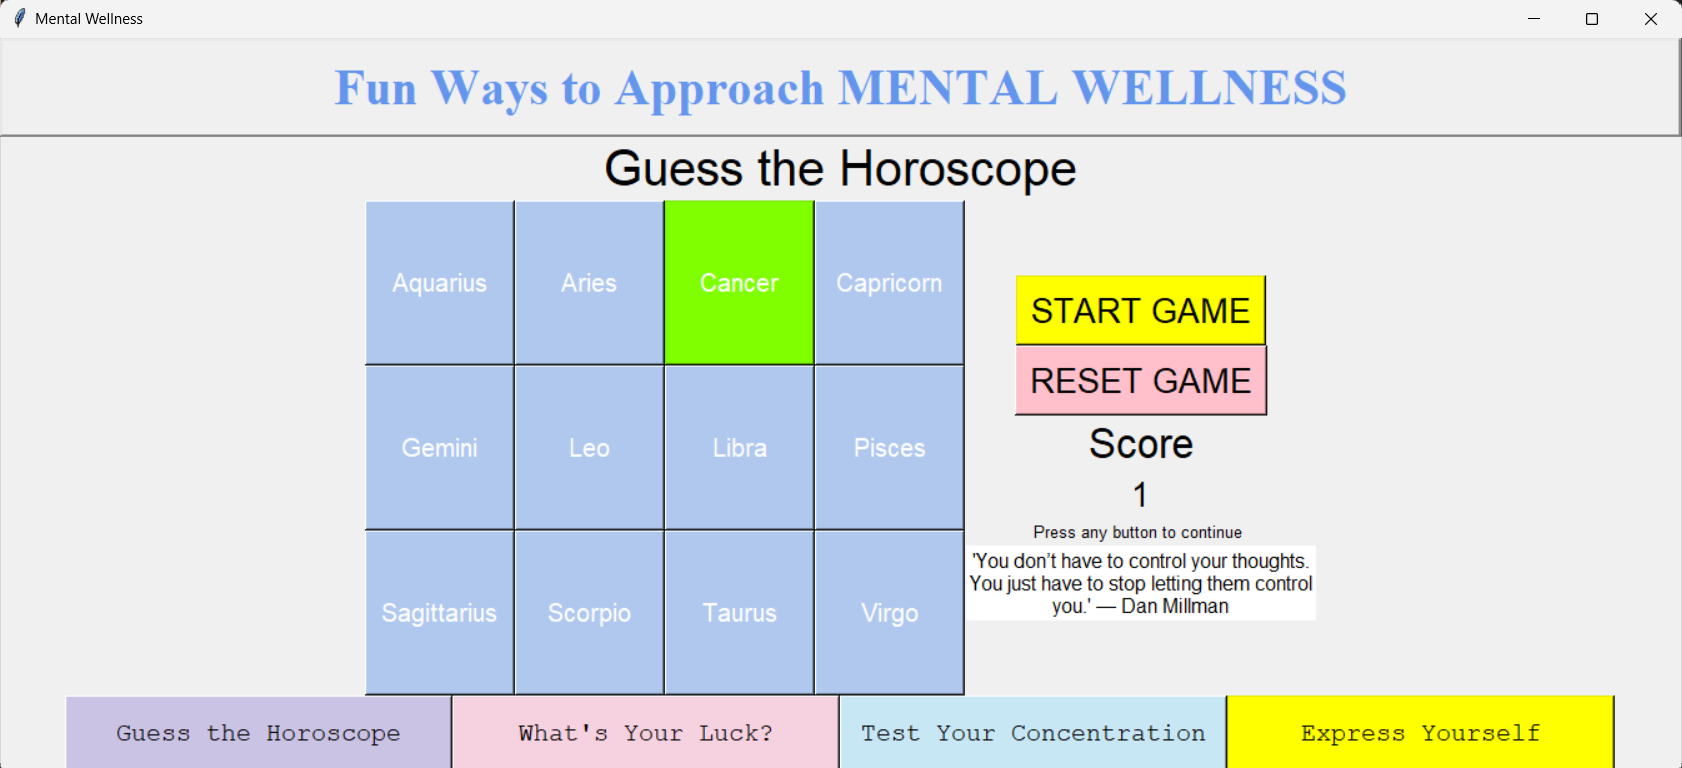 Mental Wellness
Fun Ways to Approach MENTAL WELLNESS
Guess the Horoscope
Aquarius
Aries
Cancer
Capricorn
Gemini
Leo
Libra
Pisces
Sagittarius
Scorpio
Taurus
Virgo
START GAME
RESET GAME
Score
1
Press any button to continue
'You don’t have to control your thoughts.
You just have to stop letting them control
you.' — Dan Millman
Guess the Horoscope
What's Your Luck?
Test Your Concentration
Express Yourself